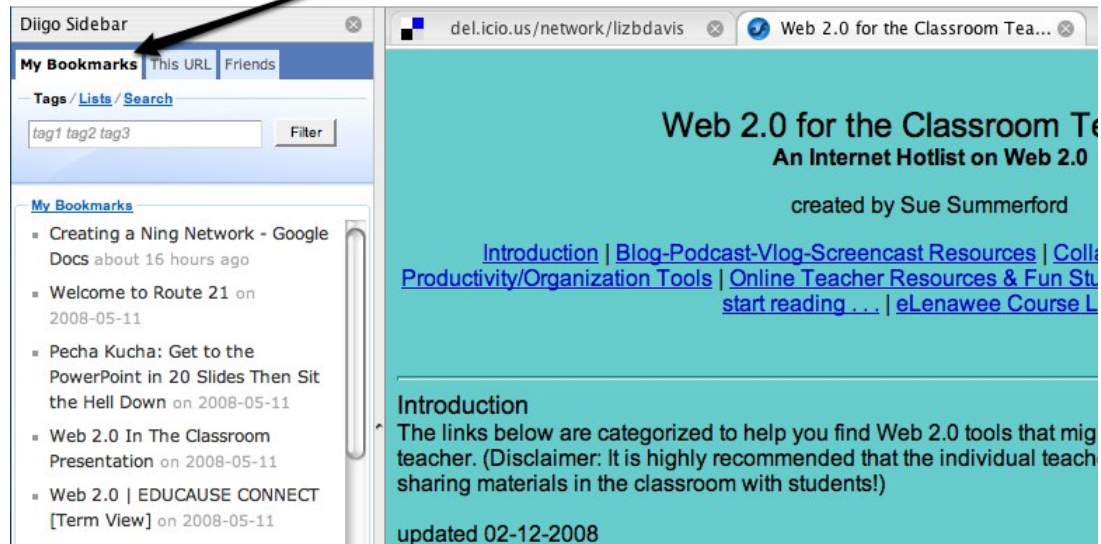 Diigo Sidebar
My Bookmarks This URL Friends
Tags / Lists / Search
tag1 tag2 tag3 Filter
My Bookmarks
Creating a Ning Network - Google
Docs about 16 hours ago
Welcome to Route 21 on
2008-05-11
Pecha Kucha: Get to the
PowerPoint in 20 Slides Then Sit
the Hell Down on 2008-05-11
Web 2.0 In The Classroom
Presentation on 2008-05-11
Web 2.0 | EDUCAUSE CONNECT
[Term View] on 2008-05-11
del.icio.us/network/lizbdavis Web 2.0 for the Classroom Tea...
Web 2.0 for the Classroom Te
An Internet Hotlist on Web 2.0
created by Sue Summerford
Introduction | Blog-Podcast-Vlog-Screencast Resources | Colla
Productivity/Organization Tools | Online Teacher Resources & Fun Stu
start reading . . . | eLenawee Course L
Introduction
The links below are categorized to help you find Web 2.0 tools that mig
teacher. (Disclaimer: It is highly recommended that the individual teach
sharing materials in the classroom with students!)
updated 02-12-2008